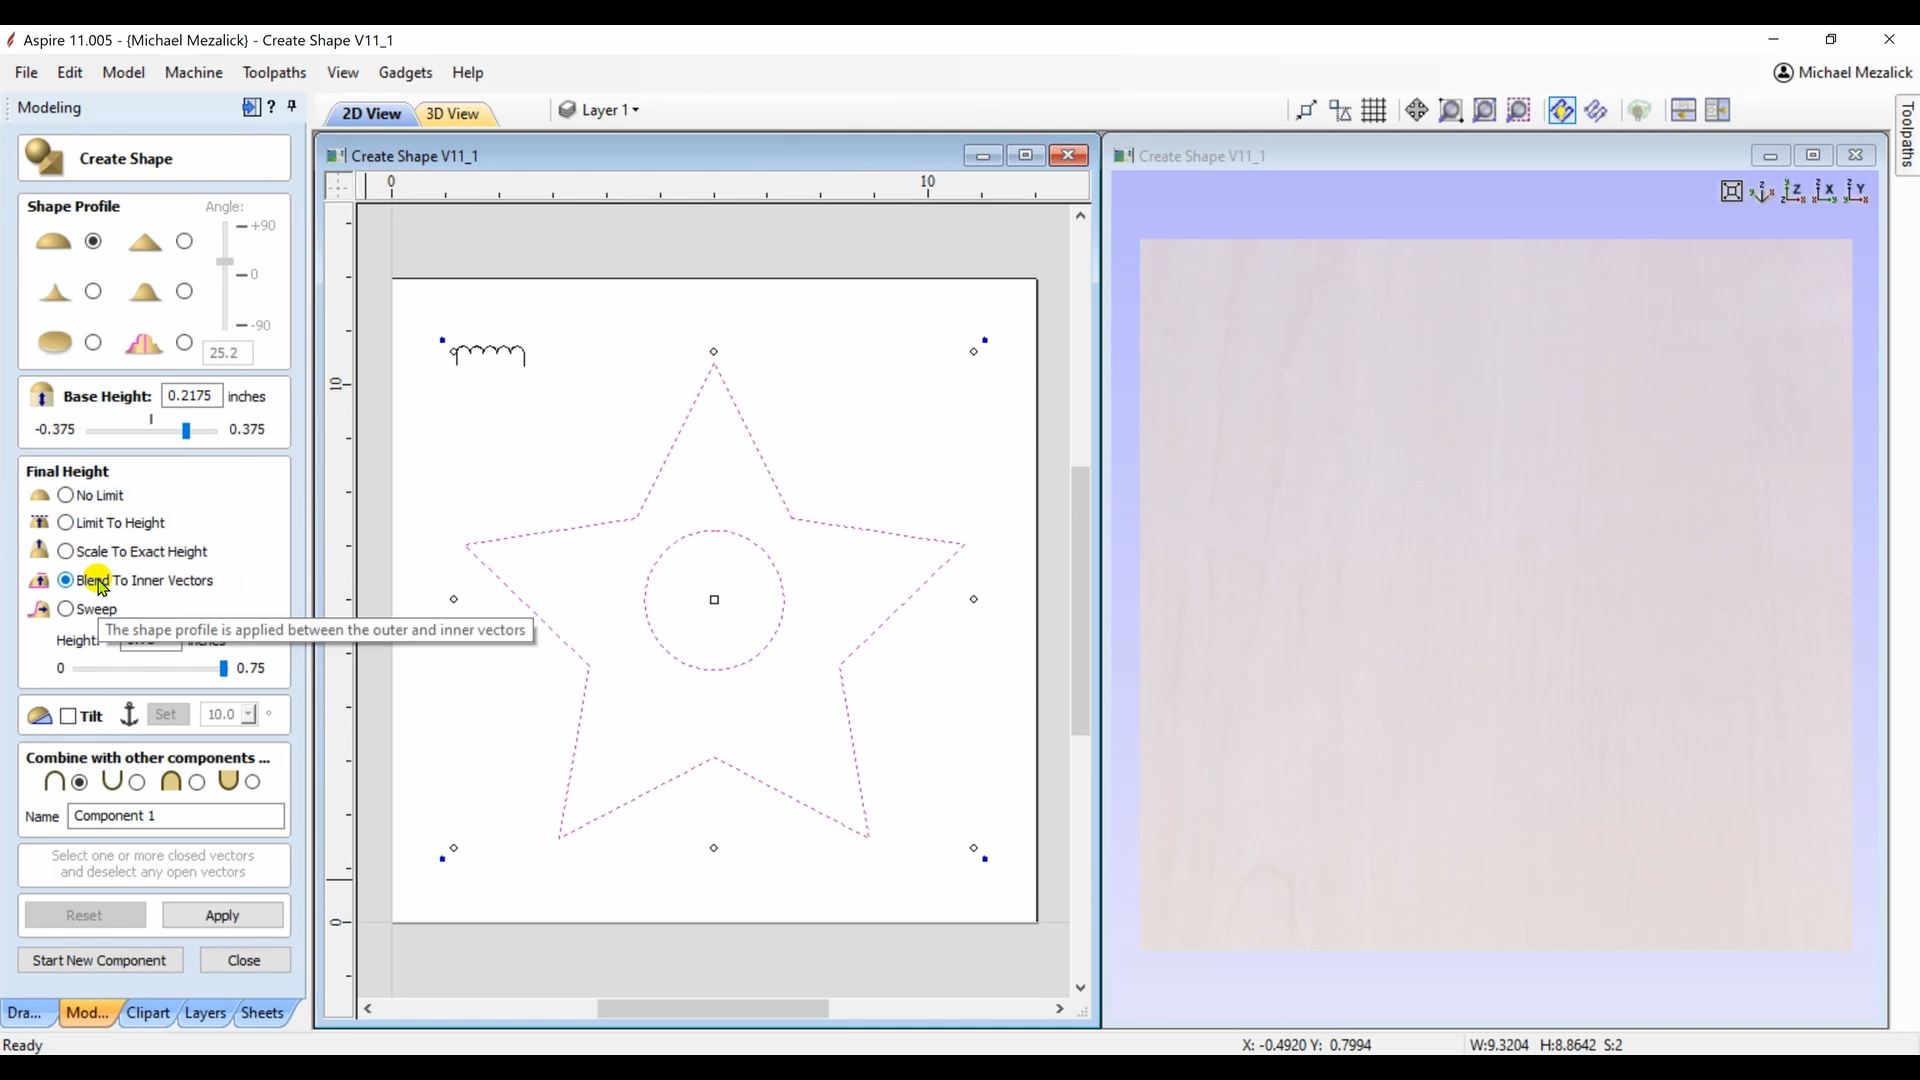 Aspire 11.005 - {Michael Mezalick} - Create Shape V11_1
File Edit Model Machine Toolpaths View Gadgets Help
Michael Mezalick
Modeling ?
2D View 3D View Layer 1
Toolpaths
Create Shape
Create Shape V11_1
Create Shape V11_1
0 10
Shape Profile Angle:
+90
0
-90
25.2
Base Height: 0.2175 inches
-0.375 0.375
10
0
Final Height
No Limit
Limit To Height
Scale To Exact Height
Blend To Inner Vectors
Sweep
The shape profile is applied between the outer and inner vectors
Height:
0 0.75
Tilt Set 10.0 °
Combine with other components ...
Name Component 1
Select one or more closed vectors
and deselect any open vectors
Reset Apply
Start New Component Close
Dra... Mod... Clipart Layers Sheets
Ready
X: -0.4920 Y: 0.7994
W:9.3204 H:8.8642 S:2